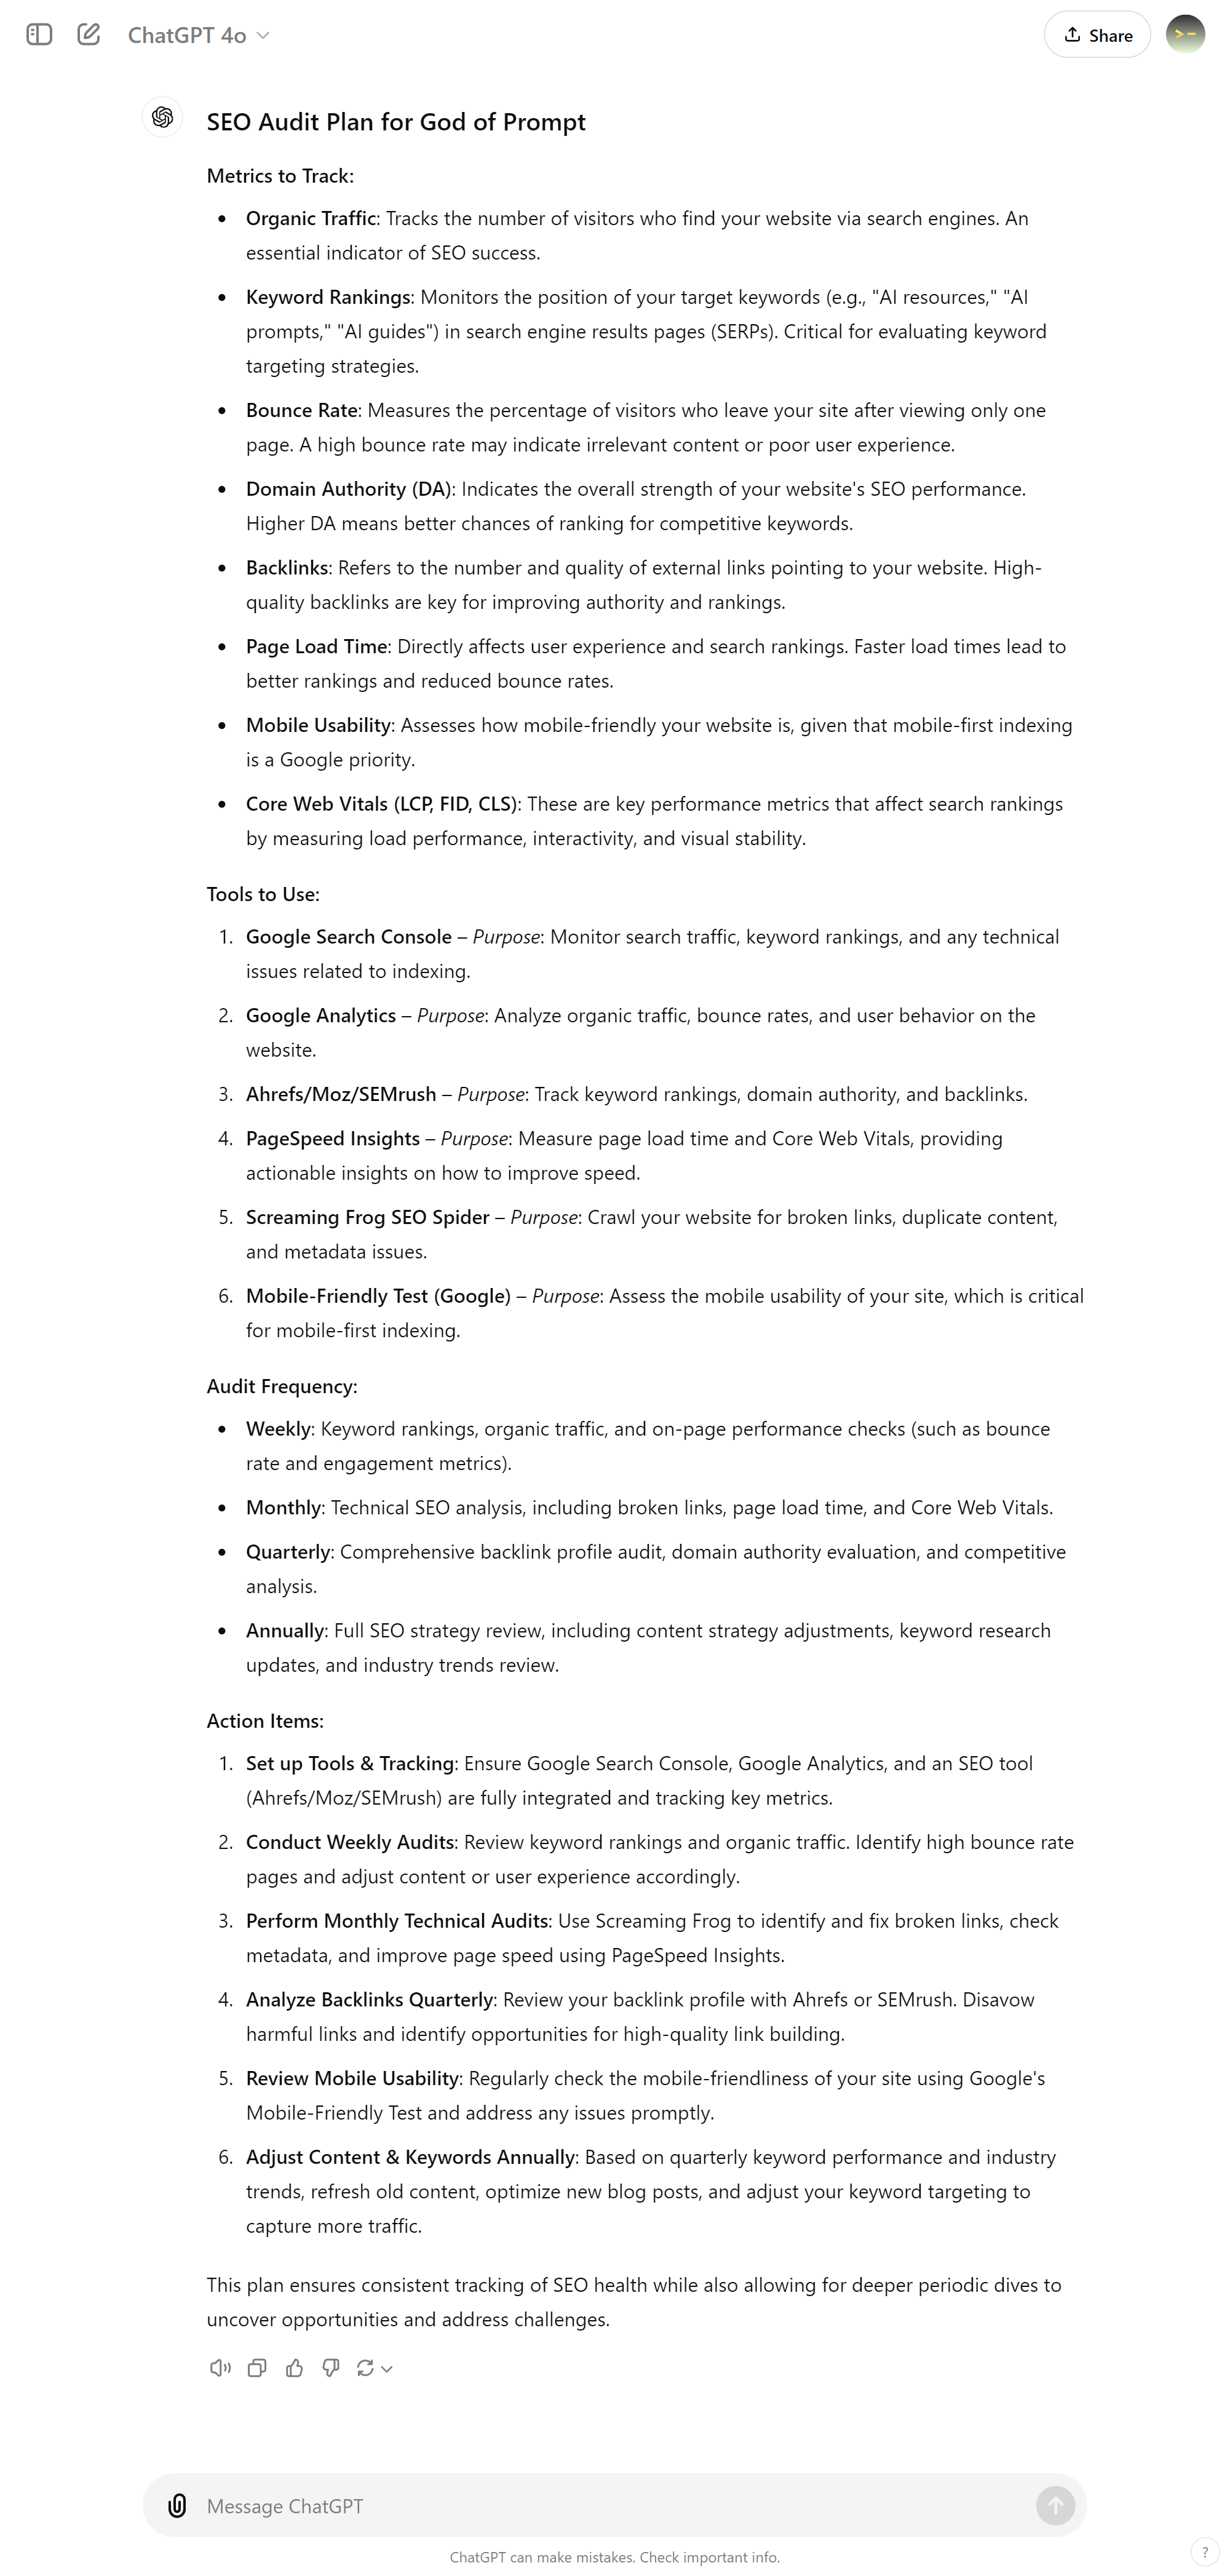 ChatGPT 4o
Share
SEO Audit Plan for God of Prompt
Metrics to Track:
• Organic Traffic: Tracks the number of visitors who find your website via search engines. An
essential indicator of SEO success.
• Keyword Rankings: Monitors the position of your target keywords (e.g., "AI resources," "AI
prompts," "AI guides") in search engine results pages (SERPs). Critical for evaluating keyword
targeting strategies.
• Bounce Rate: Measures the percentage of visitors who leave your site after viewing only one
page. A high bounce rate may indicate irrelevant content or poor user experience.
• Domain Authority (DA): Indicates the overall strength of your website's SEO performance.
Higher DA means better chances of ranking for competitive keywords.
• Backlinks: Refers to the number and quality of external links pointing to your website. High-
quality backlinks are key for improving authority and rankings.
• Page Load Time: Directly affects user experience and search rankings. Faster load times lead to
better rankings and reduced bounce rates.
• Mobile Usability: Assesses how mobile-friendly your website is, given that mobile-first indexing
is a Google priority.
• Core Web Vitals (LCP, FID, CLS): These are key performance metrics that affect search rankings
by measuring load performance, interactivity, and visual stability.
Tools to Use:
1. Google Search Console – Purpose: Monitor search traffic, keyword rankings, and any technical
issues related to indexing.
2. Google Analytics – Purpose: Analyze organic traffic, bounce rates, and user behavior on the
website.
3. Ahrefs/Moz/SEMrush – Purpose: Track keyword rankings, domain authority, and backlinks.
4. PageSpeed Insights – Purpose: Measure page load time and Core Web Vitals, providing
actionable insights on how to improve speed.
5. Screaming Frog SEO Spider – Purpose: Crawl your website for broken links, duplicate content,
and metadata issues.
6. Mobile-Friendly Test (Google) – Purpose: Assess the mobile usability of your site, which is critical
for mobile-first indexing.
Audit Frequency:
• Weekly: Keyword rankings, organic traffic, and on-page performance checks (such as bounce
rate and engagement metrics).
• Monthly: Technical SEO analysis, including broken links, page load time, and Core Web Vitals.
• Quarterly: Comprehensive backlink profile audit, domain authority evaluation, and competitive
analysis.
• Annually: Full SEO strategy review, including content strategy adjustments, keyword research
updates, and industry trends review.
Action Items:
1. Set up Tools & Tracking: Ensure Google Search Console, Google Analytics, and an SEO tool
(Ahrefs/Moz/SEMrush) are fully integrated and tracking key metrics.
2. Conduct Weekly Audits: Review keyword rankings and organic traffic. Identify high bounce rate
pages and adjust content or user experience accordingly.
3. Perform Monthly Technical Audits: Use Screaming Frog to identify and fix broken links, check
metadata, and improve page speed using PageSpeed Insights.
4. Analyze Backlinks Quarterly: Review your backlink profile with Ahrefs or SEMrush. Disavow
harmful links and identify opportunities for high-quality link building.
5. Review Mobile Usability: Regularly check the mobile-friendliness of your site using Google's
Mobile-Friendly Test and address any issues promptly.
6. Adjust Content & Keywords Annually: Based on quarterly keyword performance and industry
trends, refresh old content, optimize new blog posts, and adjust your keyword targeting to
capture more traffic.
This plan ensures consistent tracking of SEO health while also allowing for deeper periodic dives to
uncover opportunities and address challenges.
Message ChatGPT
ChatGPT can make mistakes. Check important info.
?